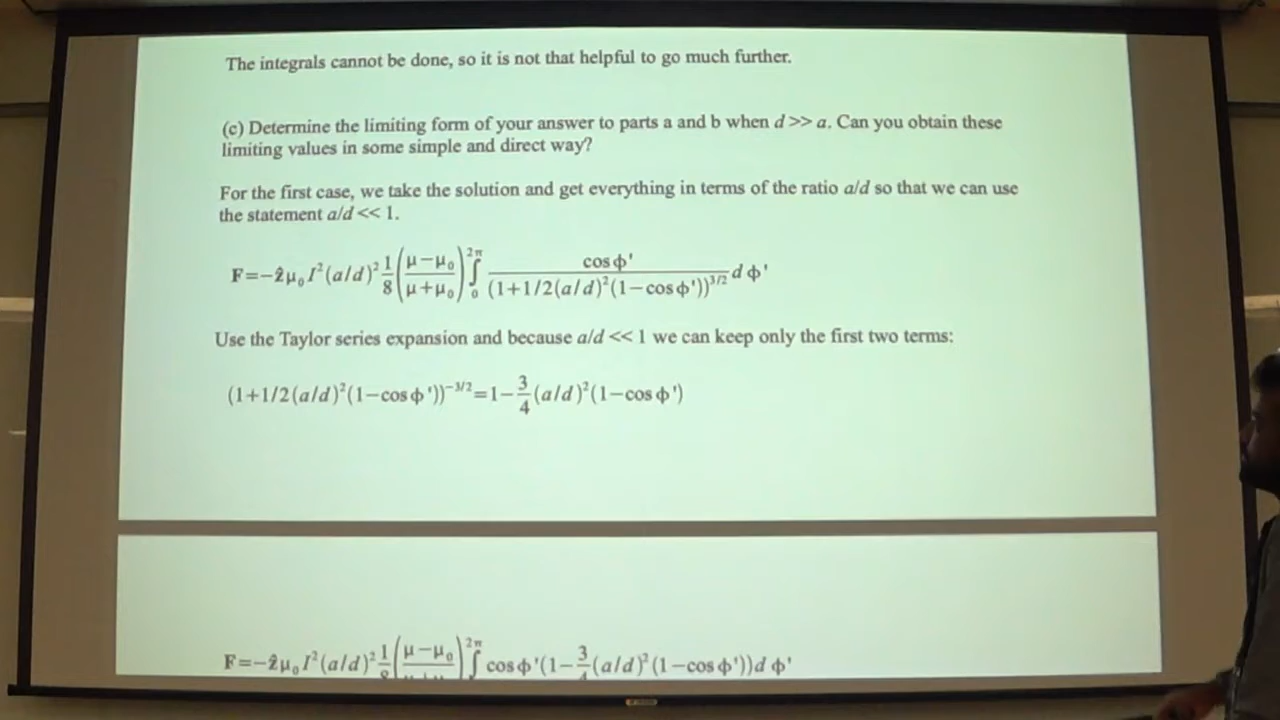 The integrals cannot be done, so it is not that helpful to go much further.
(c) Determine the limiting form of your answer to parts a and b when d >> a. Can you obtain these
limiting values in some simple and direct way?
For the first case, we take the solution and get everything in terms of the ratio a/d so that we can use
the statement a/d << 1.
F=−ẑμ₀I²(a/d)² 1/8 ((μ−μ₀)/(μ+μ₀)) ∫₀^{2π} cosϕ'/(1+1/2(a/d)²(1−cosϕ'))^{3/2} dϕ'
Use the Taylor series expansion and because a/d << 1 we can keep only the first two terms:
(1+1/2(a/d)²(1−cosϕ'))^{−3/2}=1−3/4(a/d)²(1−cosϕ')
F=−ẑμ₀I²(a/d)² 1/8 ((μ−μ₀)/(μ+μ₀)) ∫^{2π} cosϕ'(1−3/4(a/d)²(1−cosϕ'))dϕ'